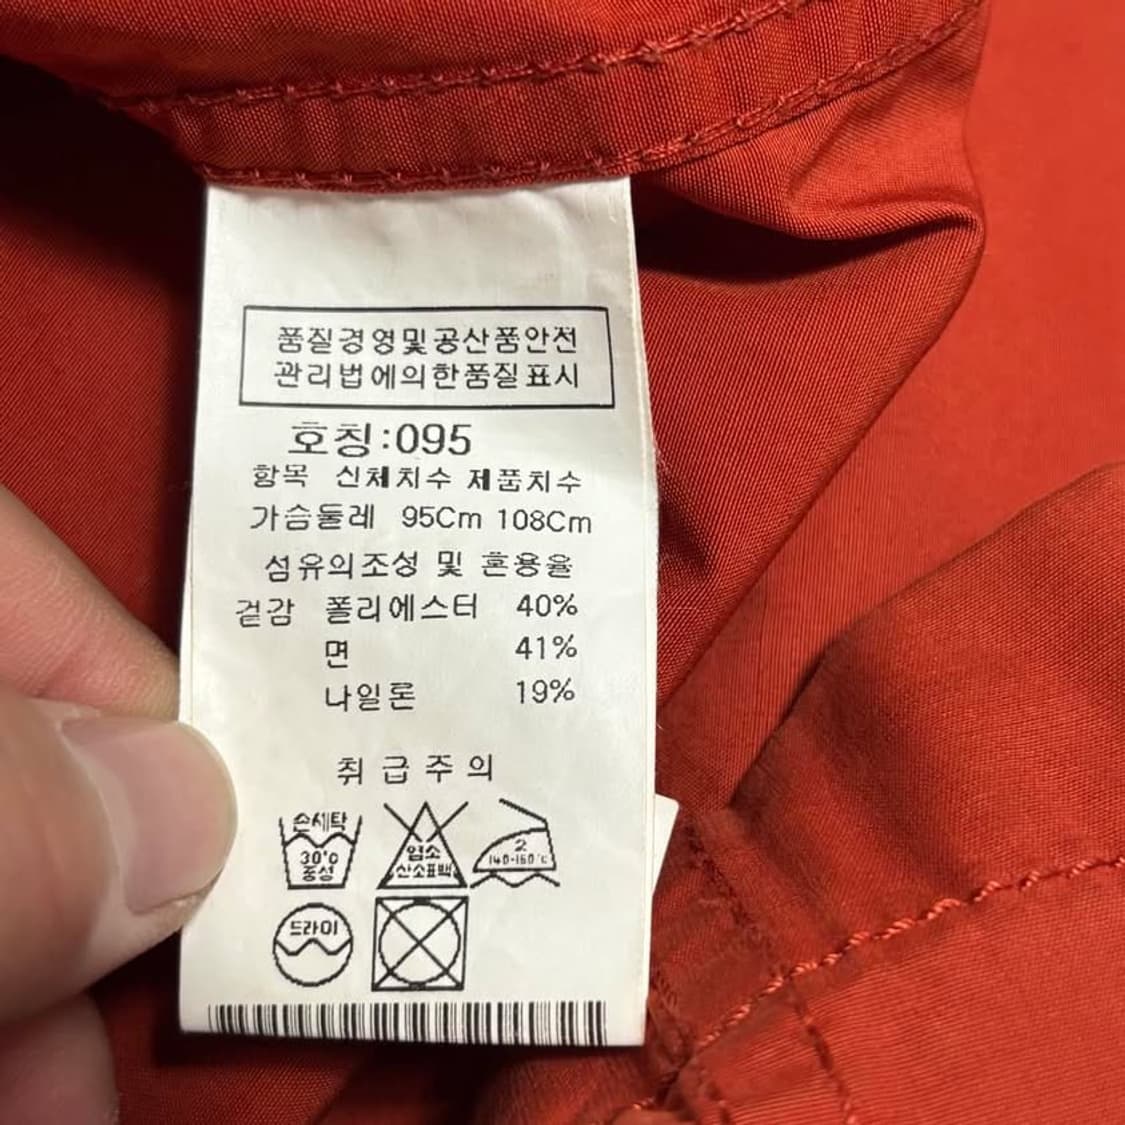 품질경영및공산품안전
관리법에의한품질표시
호칭:095
항목 신체치수 제품치수
가슴둘레 95Cm 108Cm
섬유의조성 및 혼용율
겉감 폴리에스터 40%
면 41%
나일론 19%
취급주의
손세탁
30°C
중성
염소
산소표백
2
140-160°C
드라이